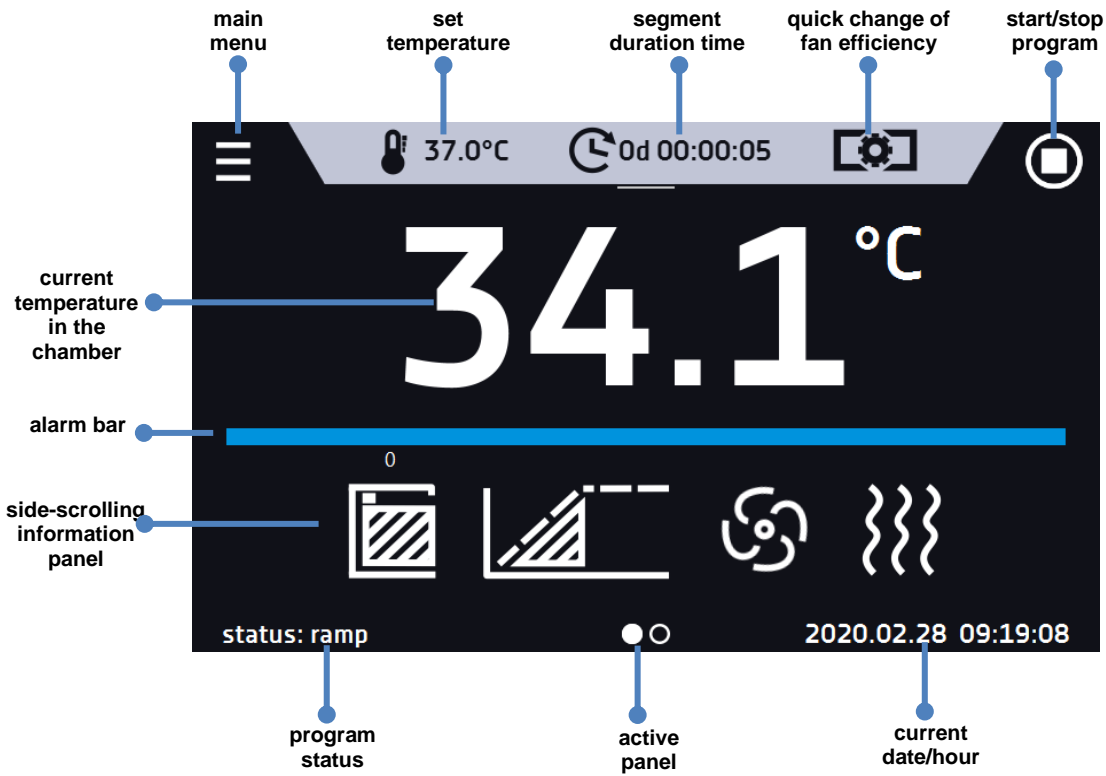 main
menu
set
temperature
segment
duration time
quick change of
fan efficiency
start/stop
program
37.0°C
0d 00:00:05
34.1 °C
current
temperature
in the
chamber
alarm bar
0
side-scrolling
information
panel
status: ramp
2020.02.28 09:19:08
program
status
active
panel
current
date/hour